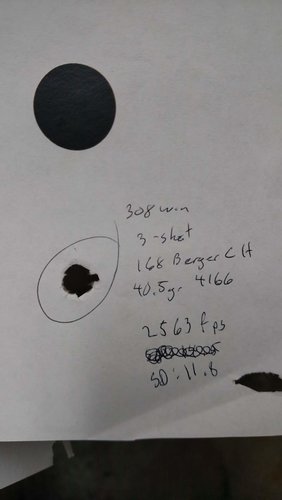 308 win
3-shot
168 Berger CH
40.5gr 4166
2563 fps
SD: 11.8